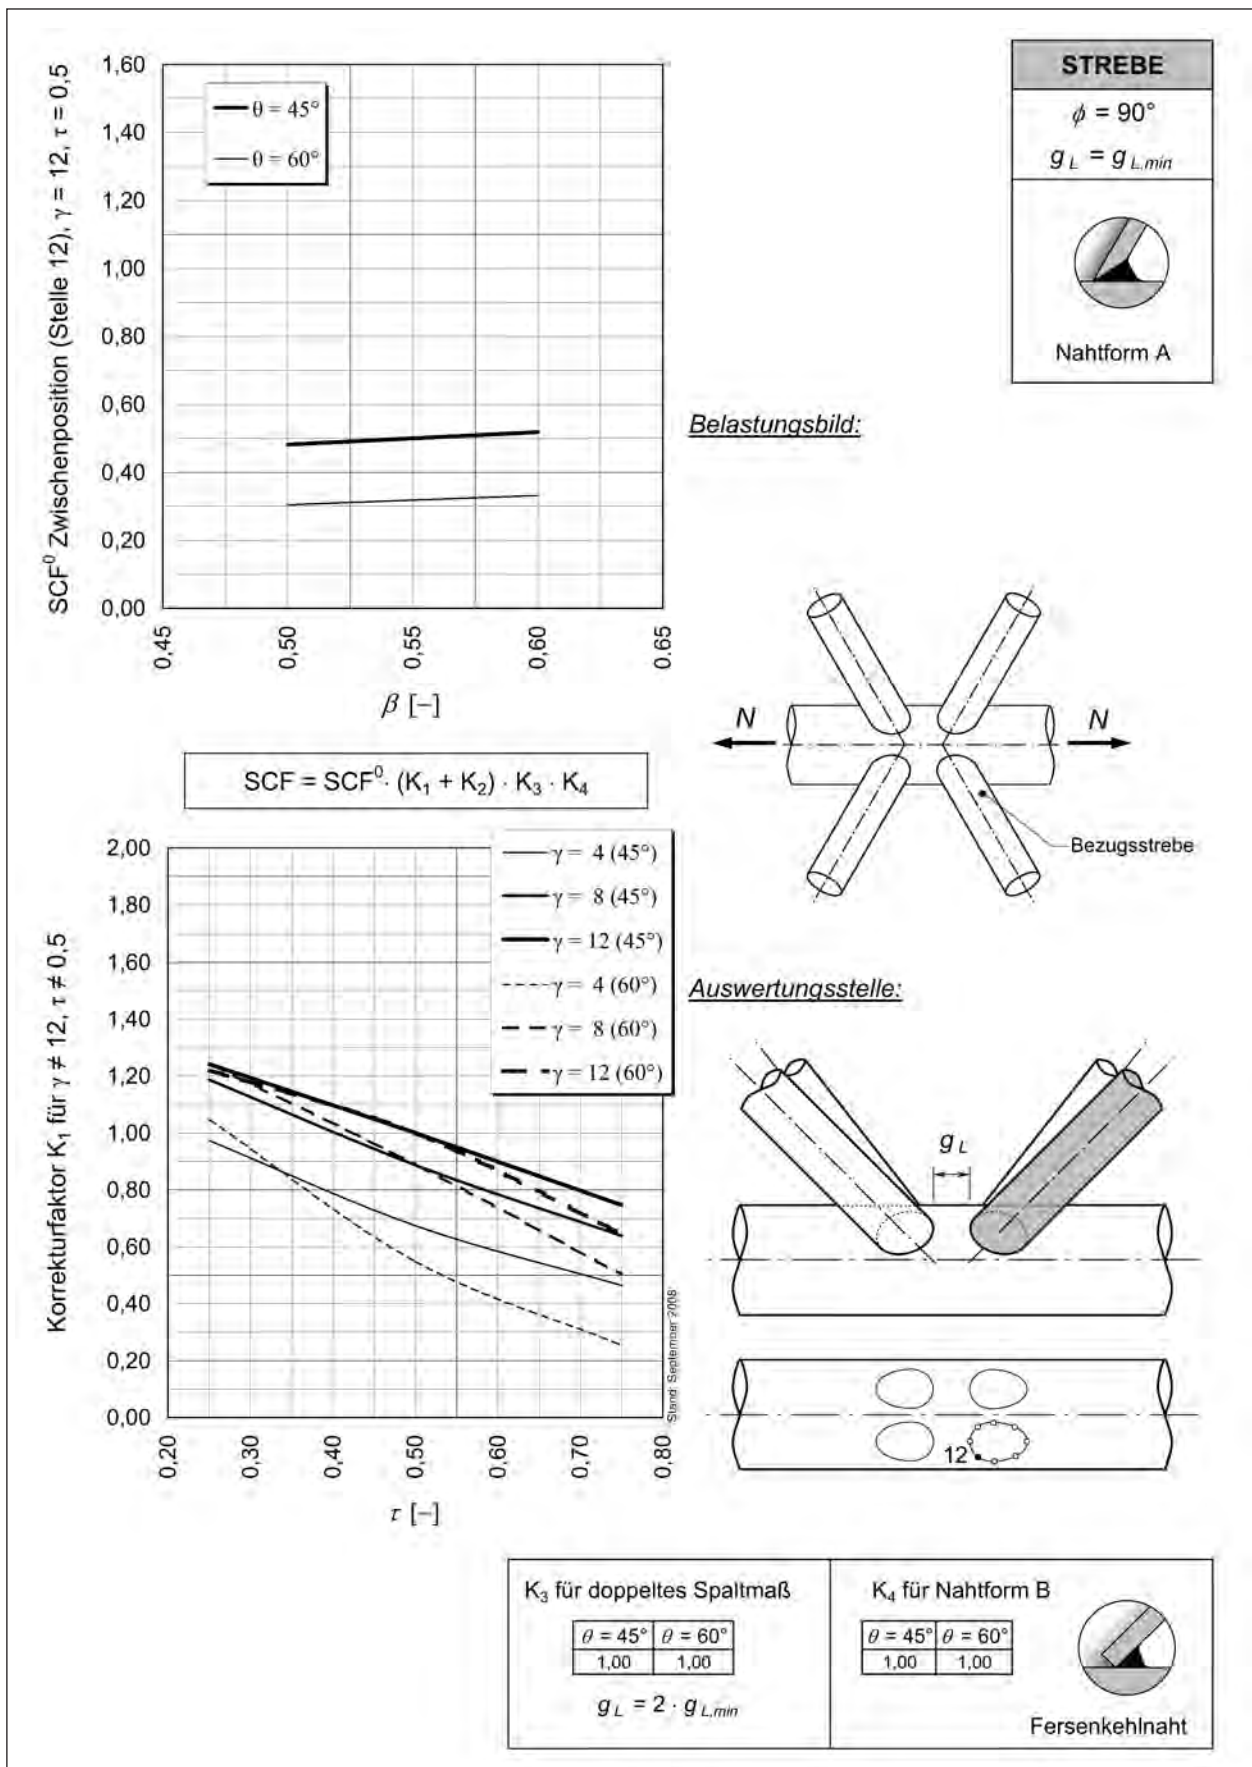 SCF⁰ Zwischenposition (Stelle 12), γ = 12, τ = 0,5
1,60
1,40
1,20
1,00
0,80
0,60
0,40
0,20
0,00
θ = 45°
θ = 60°
0,45
0,50
0,55
0,60
0,65
β [–]
STREBE
ϕ = 90°
g L = g L,min
Nahtform A
Belastungsbild:
N
N
Bezugsstrebe
SCF = SCF⁰ · (K₁ + K₂) · K₃ · K₄
Korrekturfaktor K₁ für γ ≠ 12, τ ≠ 0,5
2,00
1,80
1,60
1,40
1,20
1,00
0,80
0,60
0,40
0,20
0,00
γ = 4 (45°)
γ = 8 (45°)
γ = 12 (45°)
γ = 4 (60°)
γ = 8 (60°)
γ = 12 (60°)
0,20
0,30
0,40
0,50
0,60
0,70
0,80
τ [–]
Stand: September 2008
Auswertungsstelle:
g L
12
K₃ für doppeltes Spaltmaß
θ = 45° θ = 60°
1,00 1,00
g L = 2 · g L,min
K₄ für Nahtform B
θ = 45° θ = 60°
1,00 1,00
Fersenkehlnaht